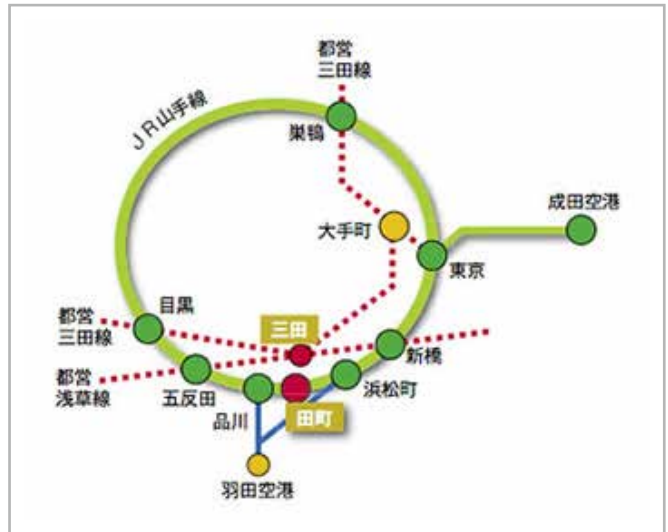 都営
三田線
JR山手線
巣鴨
大手町
成田空港
東京
目黒
都営
三田線
三田
新橋
都営
浅草線
五反田
浜松町
品川
田町
羽田空港